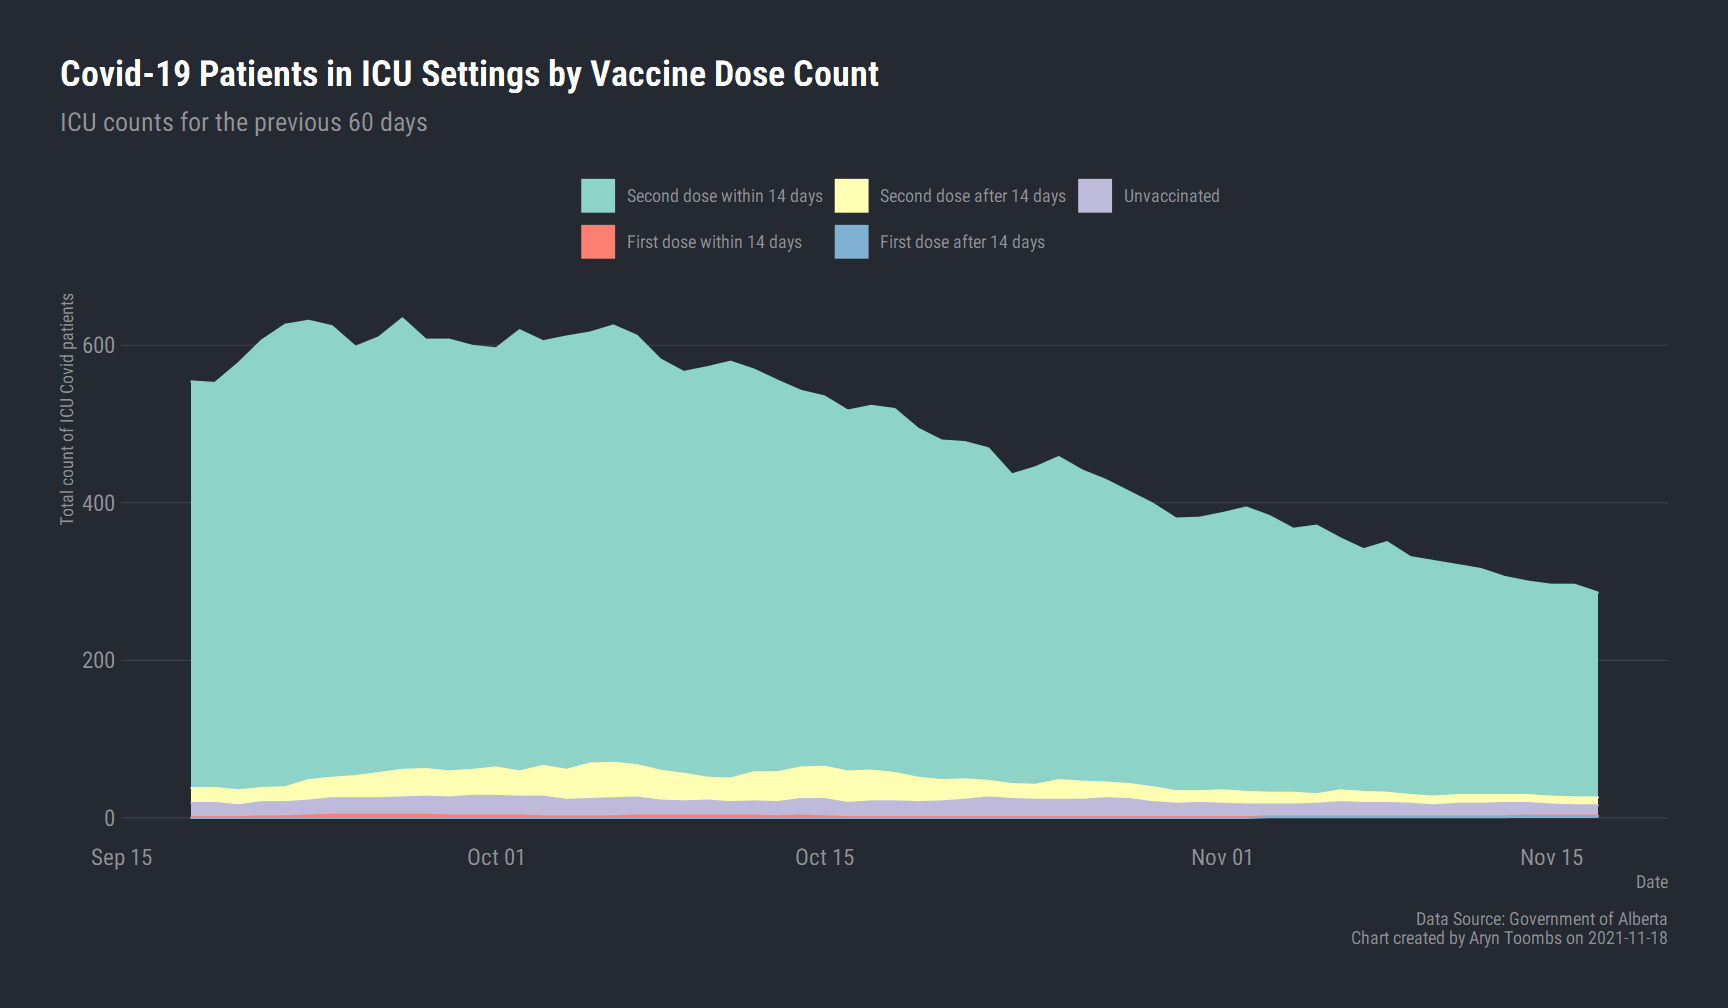 Covid-19 Patients in ICU Settings by Vaccine Dose Count
ICU counts for the previous 60 days
Second dose within 14 days
Second dose after 14 days
Unvaccinated
First dose within 14 days
First dose after 14 days
Total count of ICU Covid patients
600
400
200
0
Sep 15
Oct 01
Oct 15
Nov 01
Nov 15
Date
Data Source: Government of Alberta
Chart created by Aryn Toombs on 2021-11-18